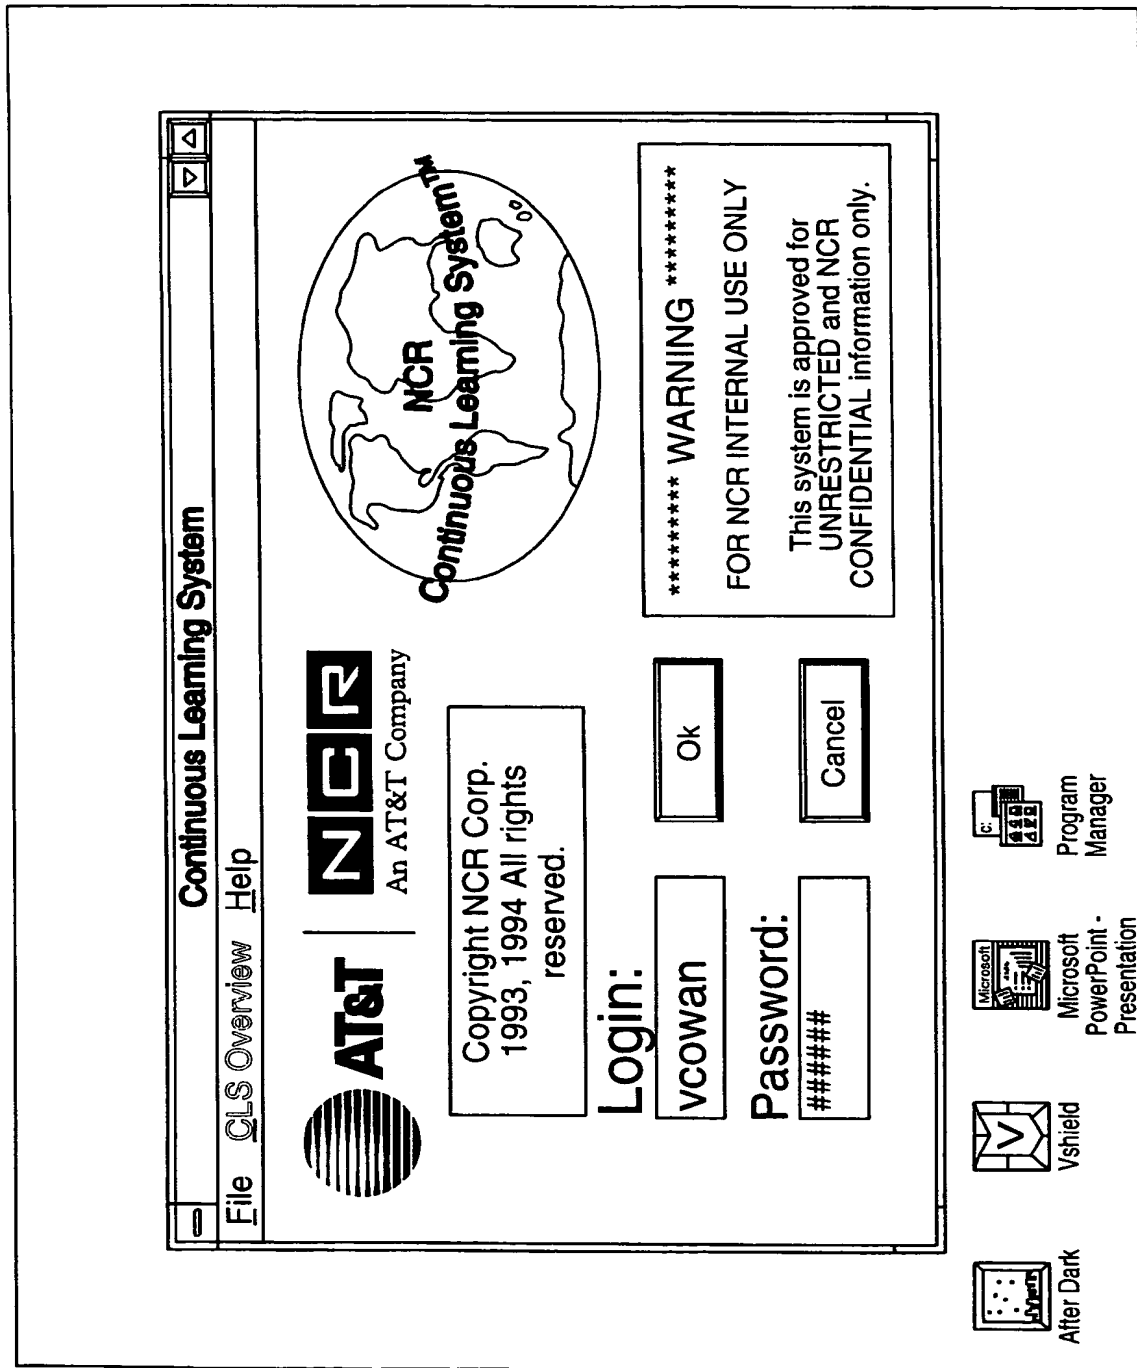 Continuous Learning System
File CLS Overview Help
AT&T
NCR
An AT&T Company
NCR
Continuous Learning System™
Copyright NCR Corp.
1993, 1994 All rights
reserved.
Login:
vcowan
Ok
Password:
######
Cancel
********* WARNING *********
FOR NCR INTERNAL USE ONLY
This system is approved for
UNRESTRICTED and NCR
CONFIDENTIAL information only.
After Dark
V
Vshield
Microsoft
Microsoft
PowerPoint -
Presentation
c:
Program
Manager